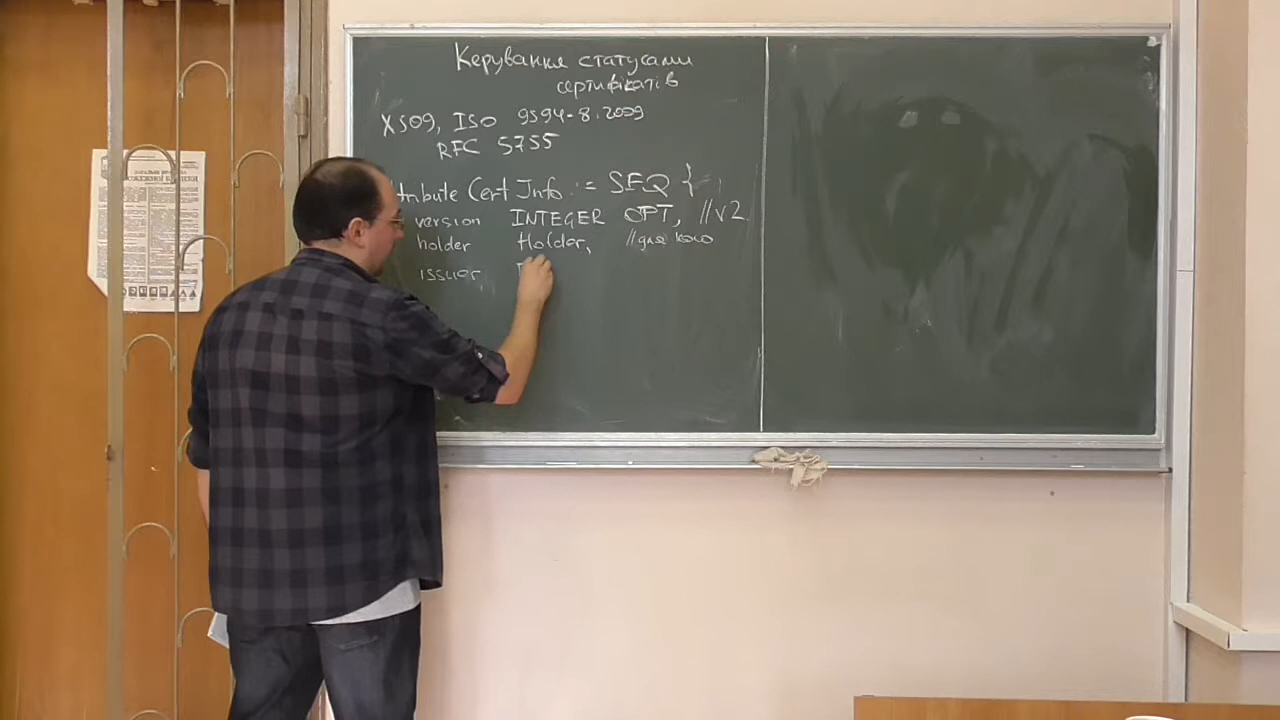 Керування статусами
сертифікатів
X509, ISO 9594-8:2009
RFC 5755
tribute Cert Info := SEQ {
version INTEGER OPT, //v2
holder Holder, //для кого
issuer